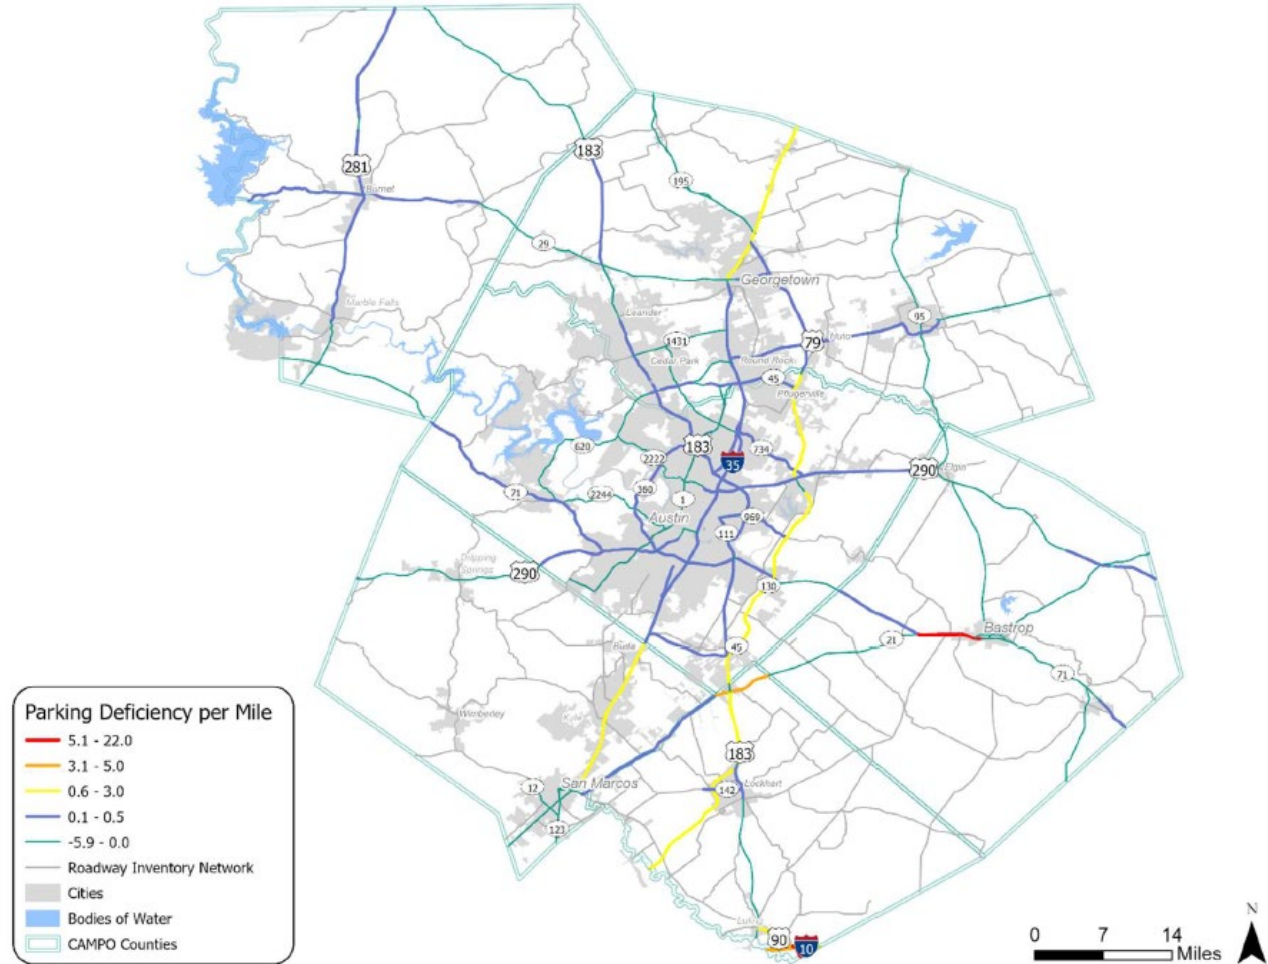 183
281
Burnet
195
29
Georgetown
Marble Falls
Leander
95
1431
79
Hutto
Cedar Park
Round Rock
45
Pflugerville
620
2222
183
35
734
290
Elgin
71
2244
360
1
Austin
969
111
Dripping
Springs
290
130
Bastrop
21
Buda
45
71
Wimberley
Kyle
183
San Marcos
12
142
Lockhart
123
Luling
90
10
Parking Deficiency per Mile
5.1 - 22.0
3.1 - 5.0
0.6 - 3.0
0.1 - 0.5
-5.9 - 0.0
Roadway Inventory Network
Cities
Bodies of Water
CAMPO Counties
N
0 7 14
Miles